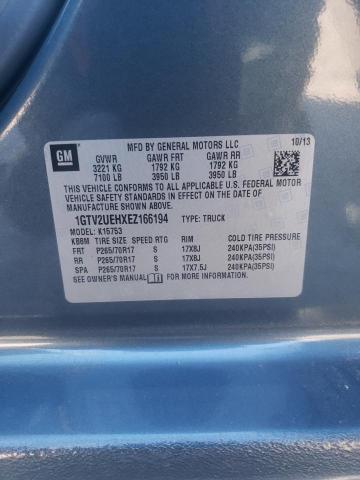 GM
MFD BY GENERAL MOTORS LLC 10/13
GVWR GAWR FRT GAWR RR
3221 KG 1792 KG 1792 KG
7100 LB 3950 LB 3950 LB
THIS VEHICLE CONFORMS TO ALL APPLICABLE U.S. FEDERAL MOTOR
VEHICLE SAFETY STANDARDS IN EFFECT ON THE DATE OF
MANUFACTURE SHOWN ABOVE.
1GTV2UEHXEZ166194 TYPE: TRUCK
MODEL: K15753
KBBM TIRE SIZE SPEED RIM COLD TIRE PRESSURE
FRT P265/70R17 S 17X8J 240KPA(35PSI)
RR P265/70R17 S 17X8J 240KPA(35PSI)
SPA P265/70R17 S 17X7.5J 240KPA(35PSI)
SEE OWNER'S MANUAL FOR MORE INFORMATION.